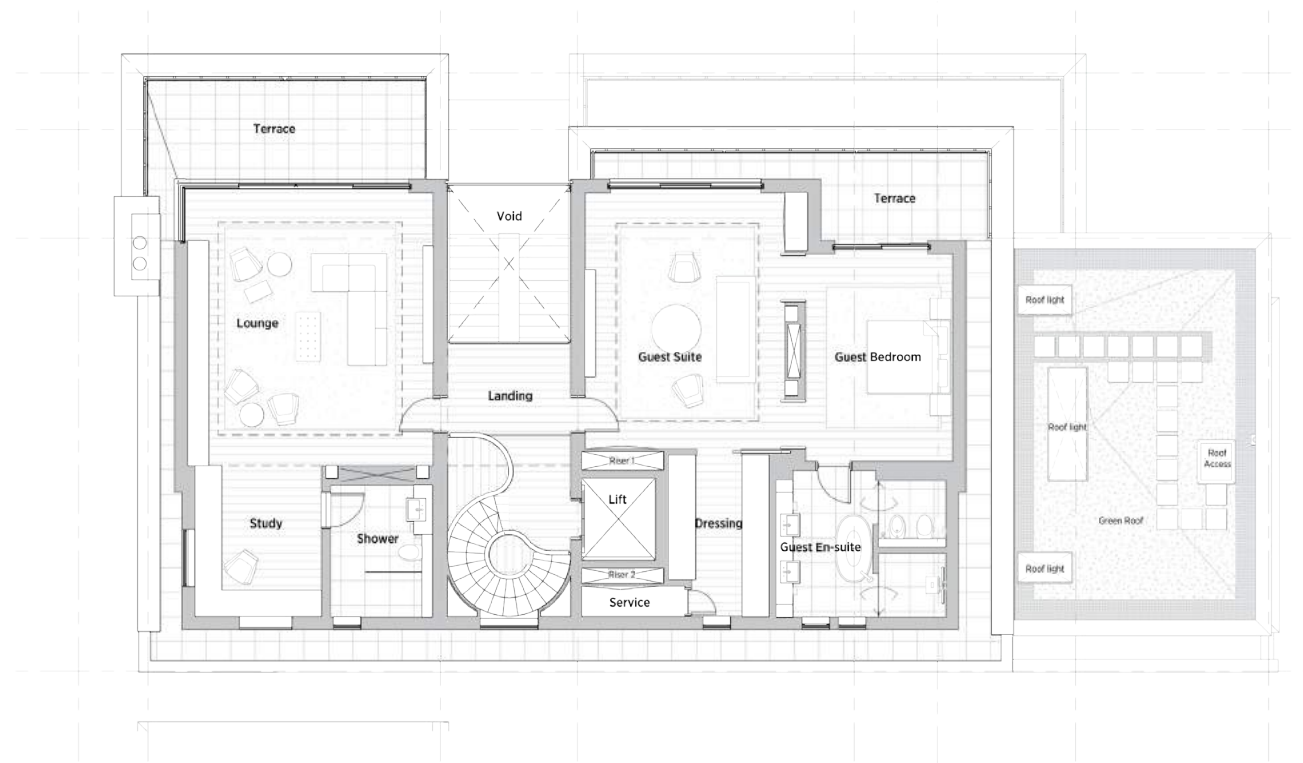 Terrace
Terrace
Void
Roof light
Lounge
Guest Suite
Guest Bedroom
Landing
Roof light
Riser 1
Roof
Access
Lift
Study
Dressing
Green Roof
Shower
Guest En-suite
Roof light
Riser 2
Service